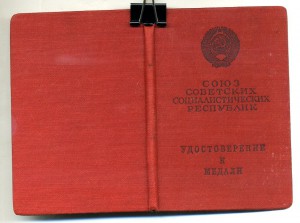 СОЮЗ
СОВЕТСКИХ
СОЦИАЛИСТИЧЕСКИХ
РЕСПУБЛИК
УДОСТОВЕРЕНИЕ
К
МЕДАЛИ